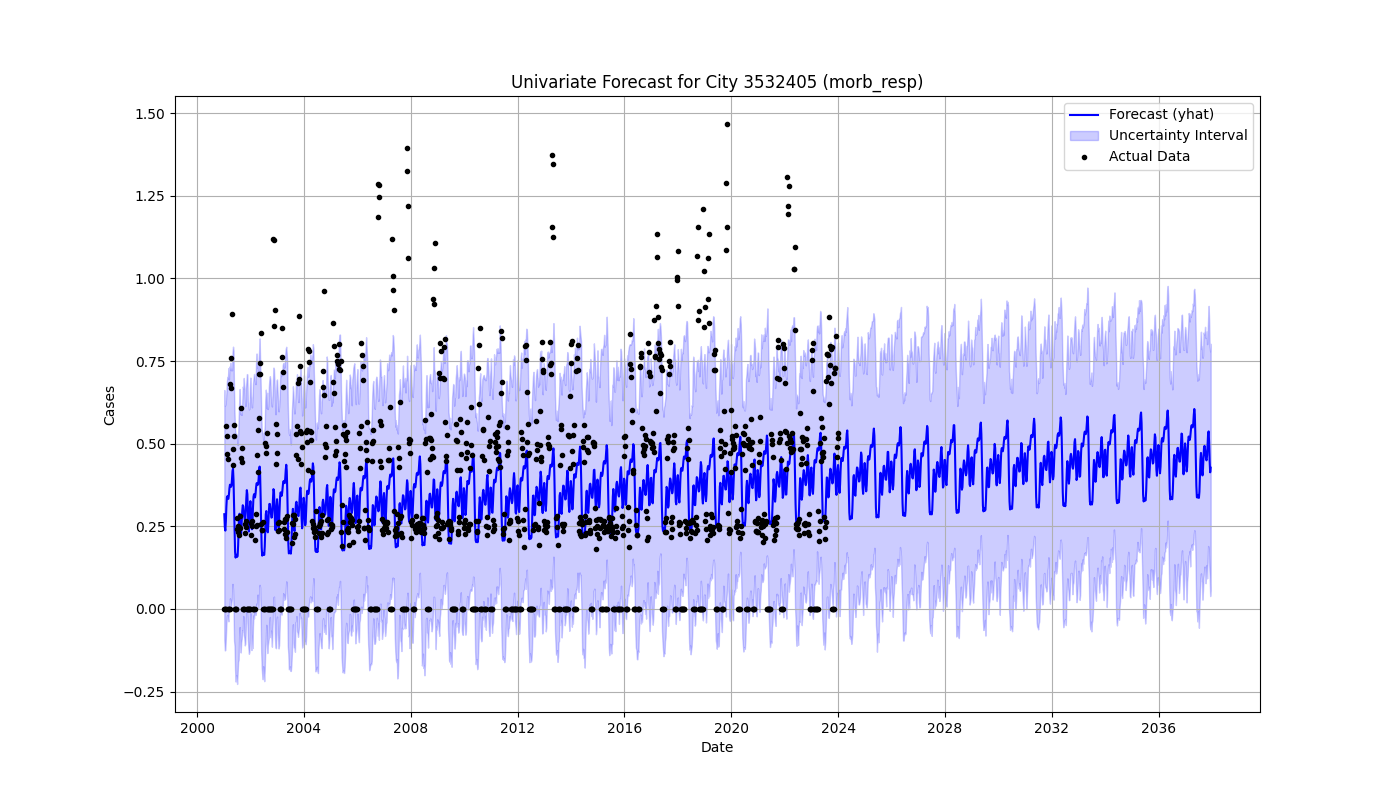 Univariate Forecast for City 3532405 (morb_resp)
Forecast (yhat)
Uncertainty Interval
Actual Data
Cases
1.50
1.25
1.00
0.75
0.50
0.25
0.00
−0.25
2000 2004 2008 2012 2016 2020 2024 2028 2032 2036
Date